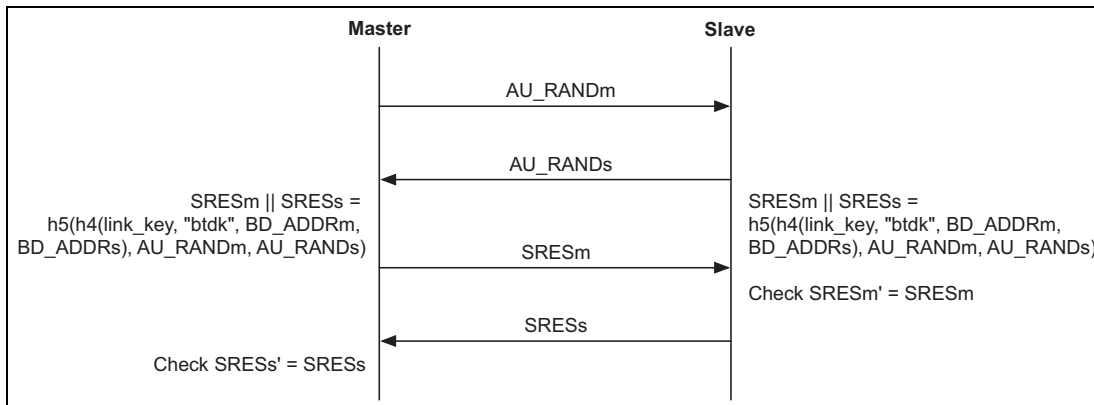 Master
Slave
AU_RANDm
AU_RANDs
SRESm || SRESs =
h5(h4(link_key, "btdk", BD_ADDRm,
BD_ADDRs), AU_RANDm, AU_RANDs)
SRESm || SRESs =
h5(h4(link_key, "btdk", BD_ADDRm,
BD_ADDRs), AU_RANDm, AU_RANDs)
SRESm
Check SRESm' = SRESm
SRESs
Check SRESs' = SRESs